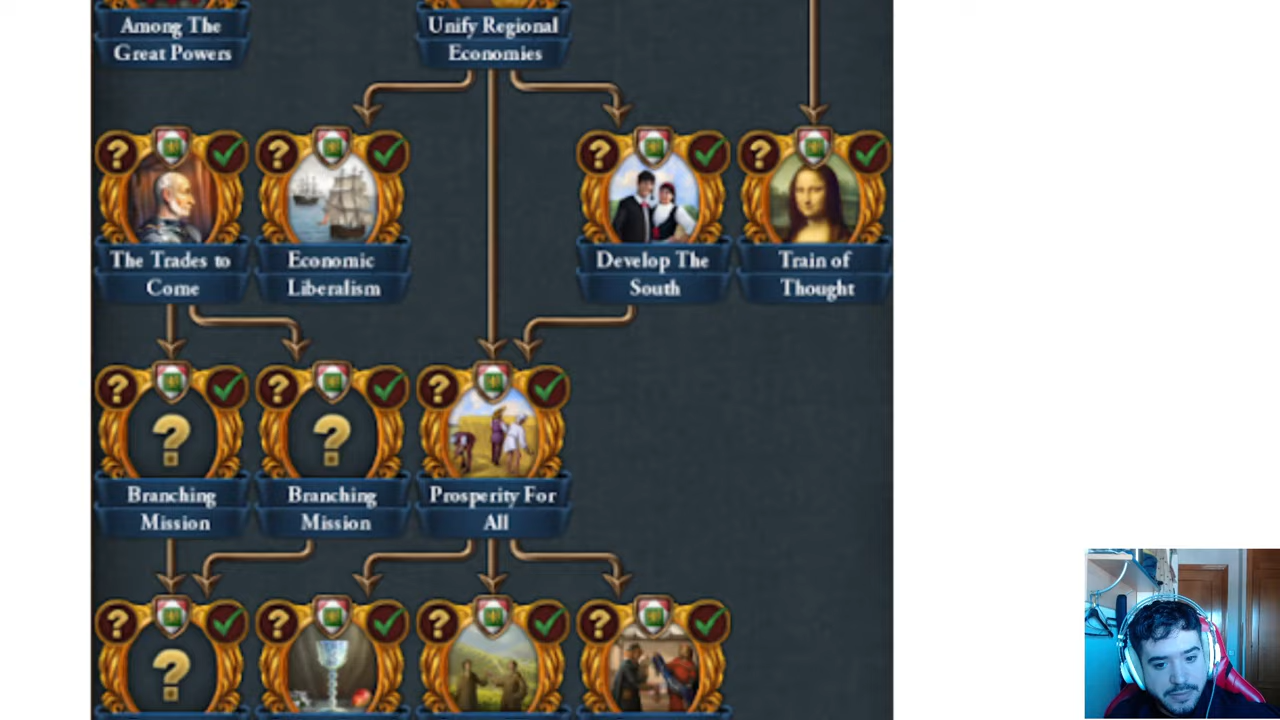 Among The
Great Powers
Unify Regional
Economies
?
?
?
?
The Trades to
Come
Economic
Liberalism
Develop The
South
Train of
Thought
?
?
?
?
?
Branching
Mission
Branching
Mission
Prosperity For
All
?
?
?
?
?